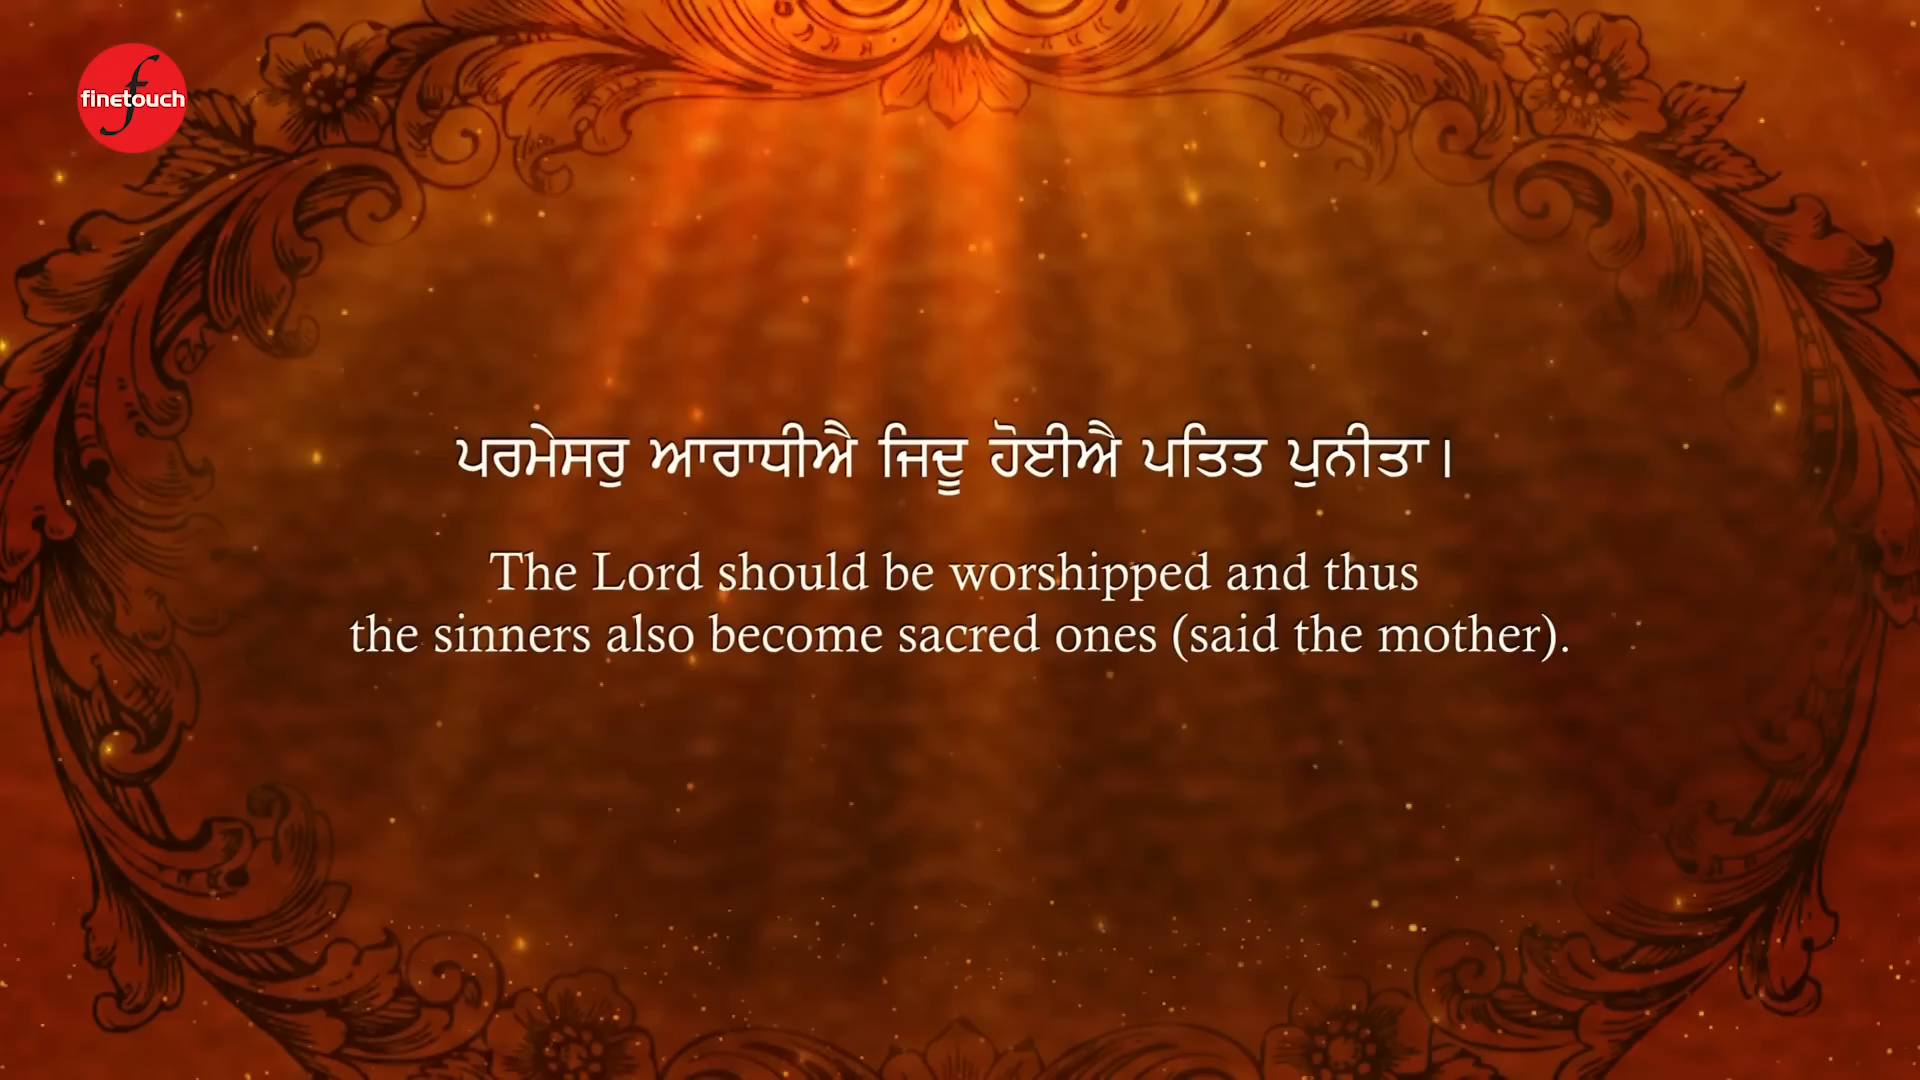 finetouch
ਪਰਮੇਸਰੁ ਆਰਾਧੀਐ ਜਿਦੂ ਹੋਈਐ ਪਤਿਤ ਪੁਨੀਤਾ।
The Lord should be worshipped and thus
the sinners also become sacred ones (said the mother).